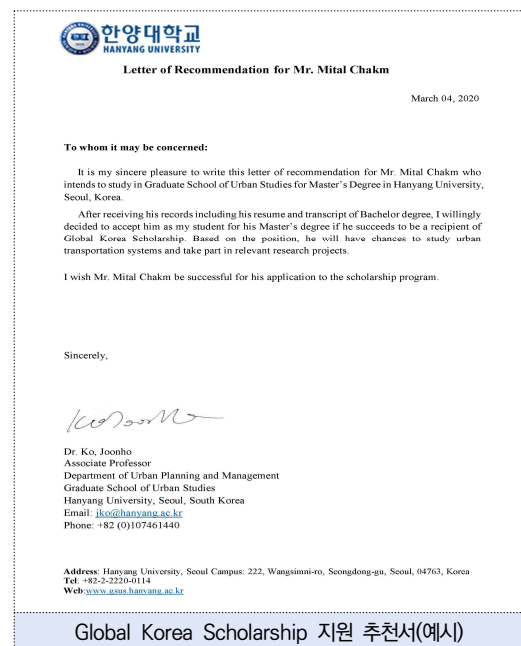 한양대학교
HANYANG UNIVERSITY
Letter of Recommendation for Mr. Mital Chakm
March 04, 2020
To whom it may be concerned:
It is my sincere pleasure to write this letter of recommendation for Mr. Mital Chakm who
intends to study in Graduate School of Urban Studies for Master's Degree in Hanyang University,
Seoul, Korea.
After receiving his records including his resume and transcript of Bachelor degree, I willingly
decided to accept him as my student for his Master's degree if he succeeds to be a recipient of
Global Korea Scholarship. Based on the position, he will have chances to study urban
transportation systems and take part in relevant research projects.
I wish Mr. Mital Chakm be successful for his application to the scholarship program.
Sincerely,
Dr. Ko, Joonho
Associate Professor
Department of Urban Planning and Management
Graduate School of Urban Studies
Hanyang University, Seoul, South Korea
Email: jko@hanyang.ac.kr
Phone: +82 (0)107461440
Address: Hanyang University, Seoul Campus: 222, Wangsimni-ro, Seongdong-gu, Seoul, 04763, Korea
Tel: +82-2-2220-0114
Web:www.gsus.hanyang.ac.kr
Global Korea Scholarship 지원 추천서(예시)